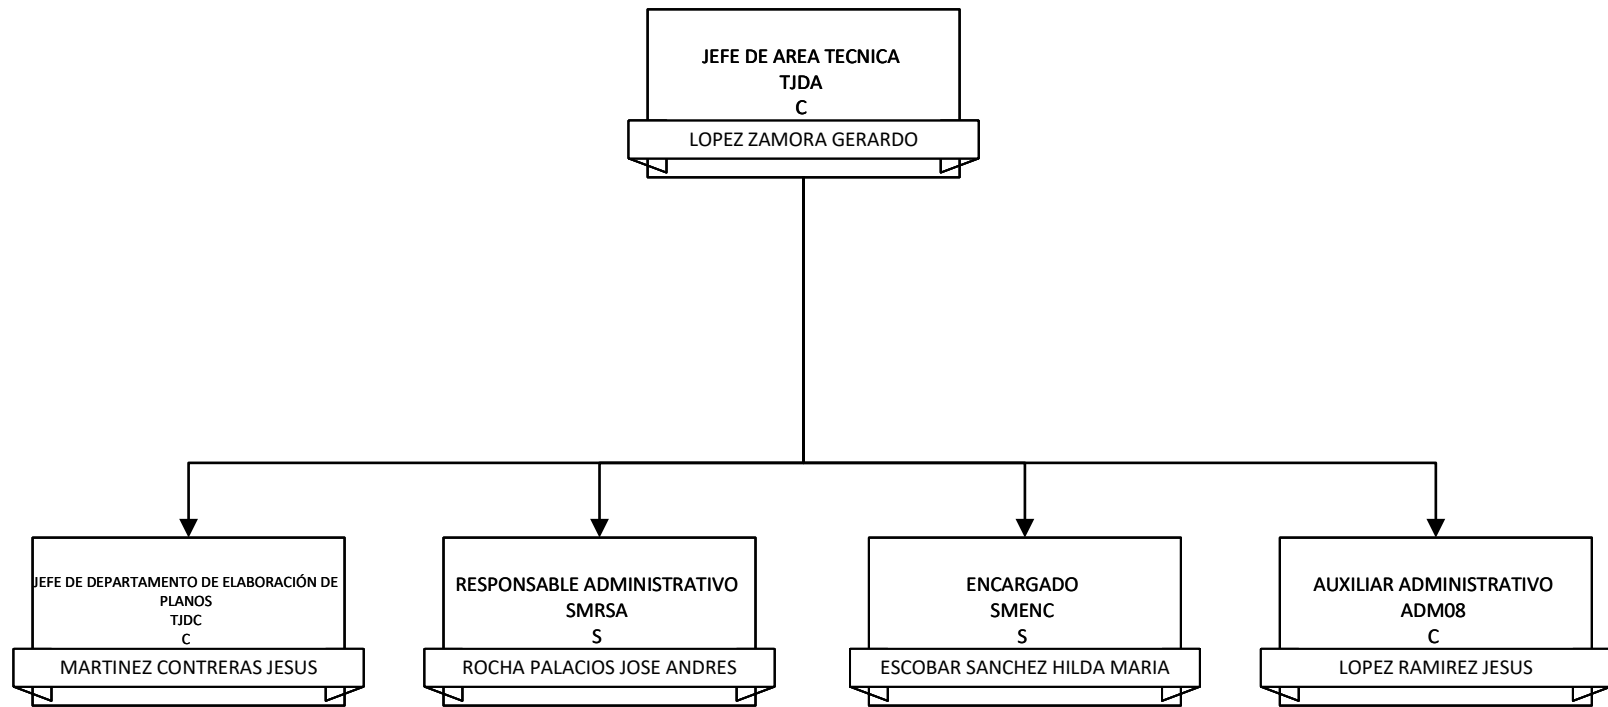 JEFE DE AREA TECNICA
TJDA
C
LOPEZ ZAMORA GERARDO
JEFE DE DEPARTAMENTO DE ELABORACIÓN DE
PLANOS
TJDC
C
MARTINEZ CONTRERAS JESUS
RESPONSABLE ADMINISTRATIVO
SMRSA
S
ROCHA PALACIOS JOSE ANDRES
ENCARGADO
SMENC
S
ESCOBAR SANCHEZ HILDA MARIA
AUXILIAR ADMINISTRATIVO
ADM08
C
LOPEZ RAMIREZ JESUS